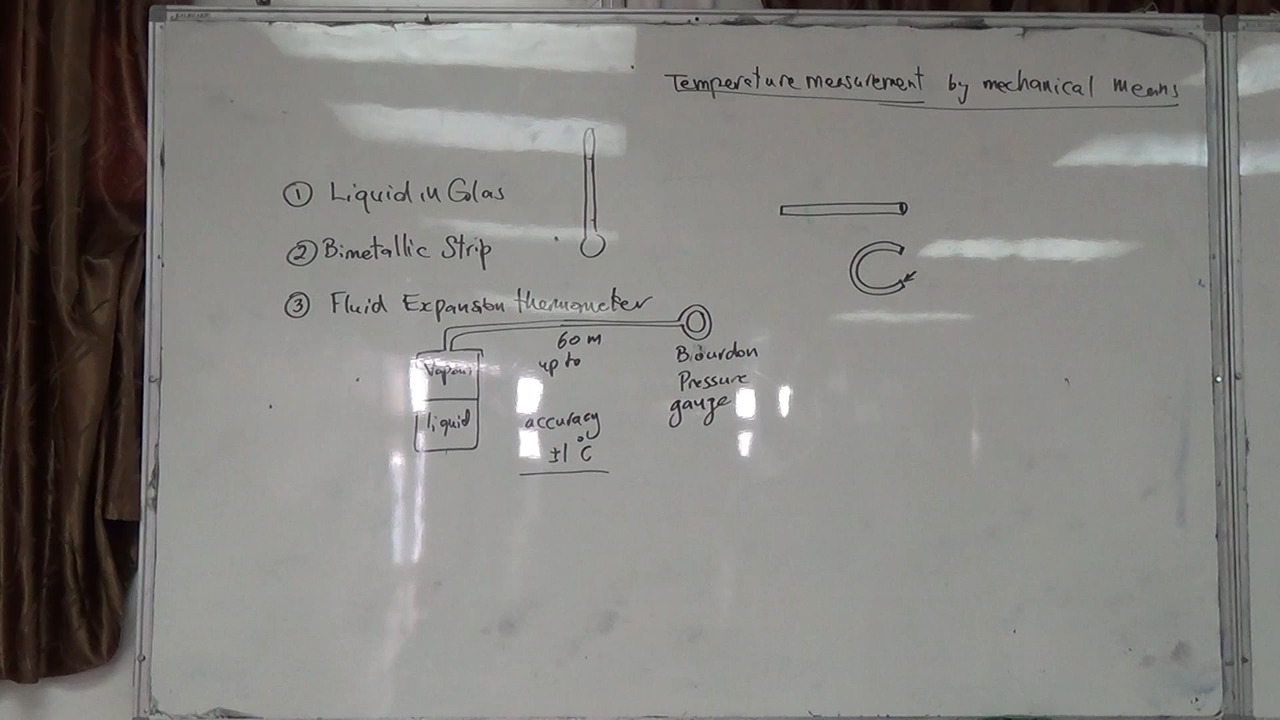 Temperature measurement by mechanical means
① Liquid in Glas
② Bimetallic Strip
③ Fluid Expansion thermometer
60 m
up to
Vapour
liquid
accuracy
±1 °C
Bourdon
Pressure
gauge